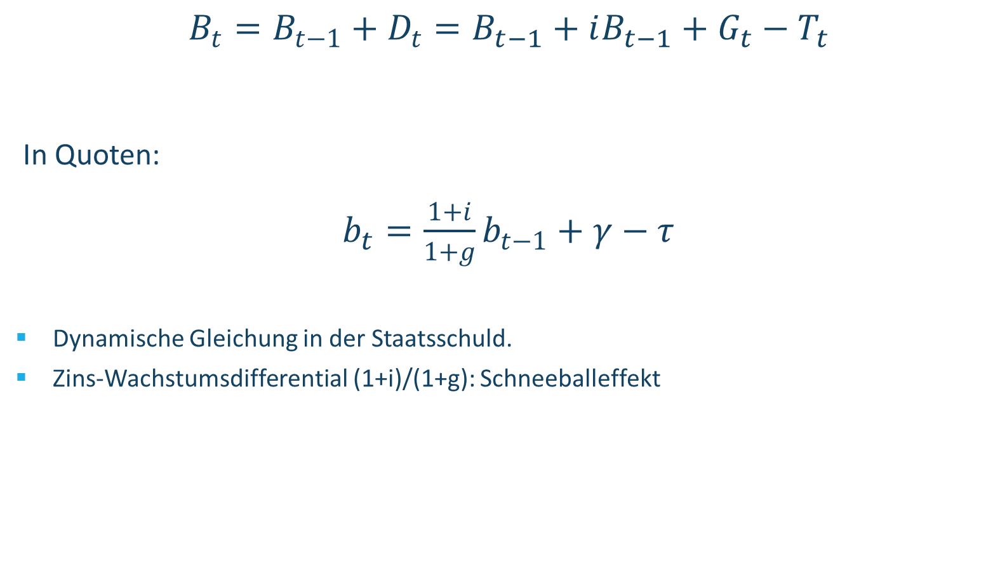 B_t = B_{t−1} + D_t = B_{t−1} + iB_{t−1} + G_t − T_t
In Quoten:
b_t = \frac{1+i}{1+g} b_{t−1} + γ − τ
▪ Dynamische Gleichung in der Staatsschuld.
▪ Zins-Wachstumsdifferential (1+i)/(1+g): Schneeballeffekt